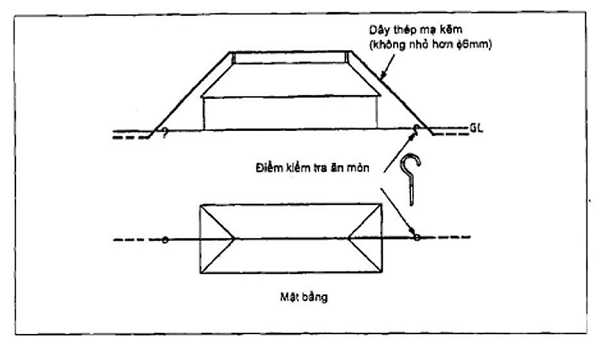 Dây thép mạ kẽm
(không nhỏ hơn ϕ6mm)
GL
Điểm kiểm tra ăn mòn
Mặt bằng